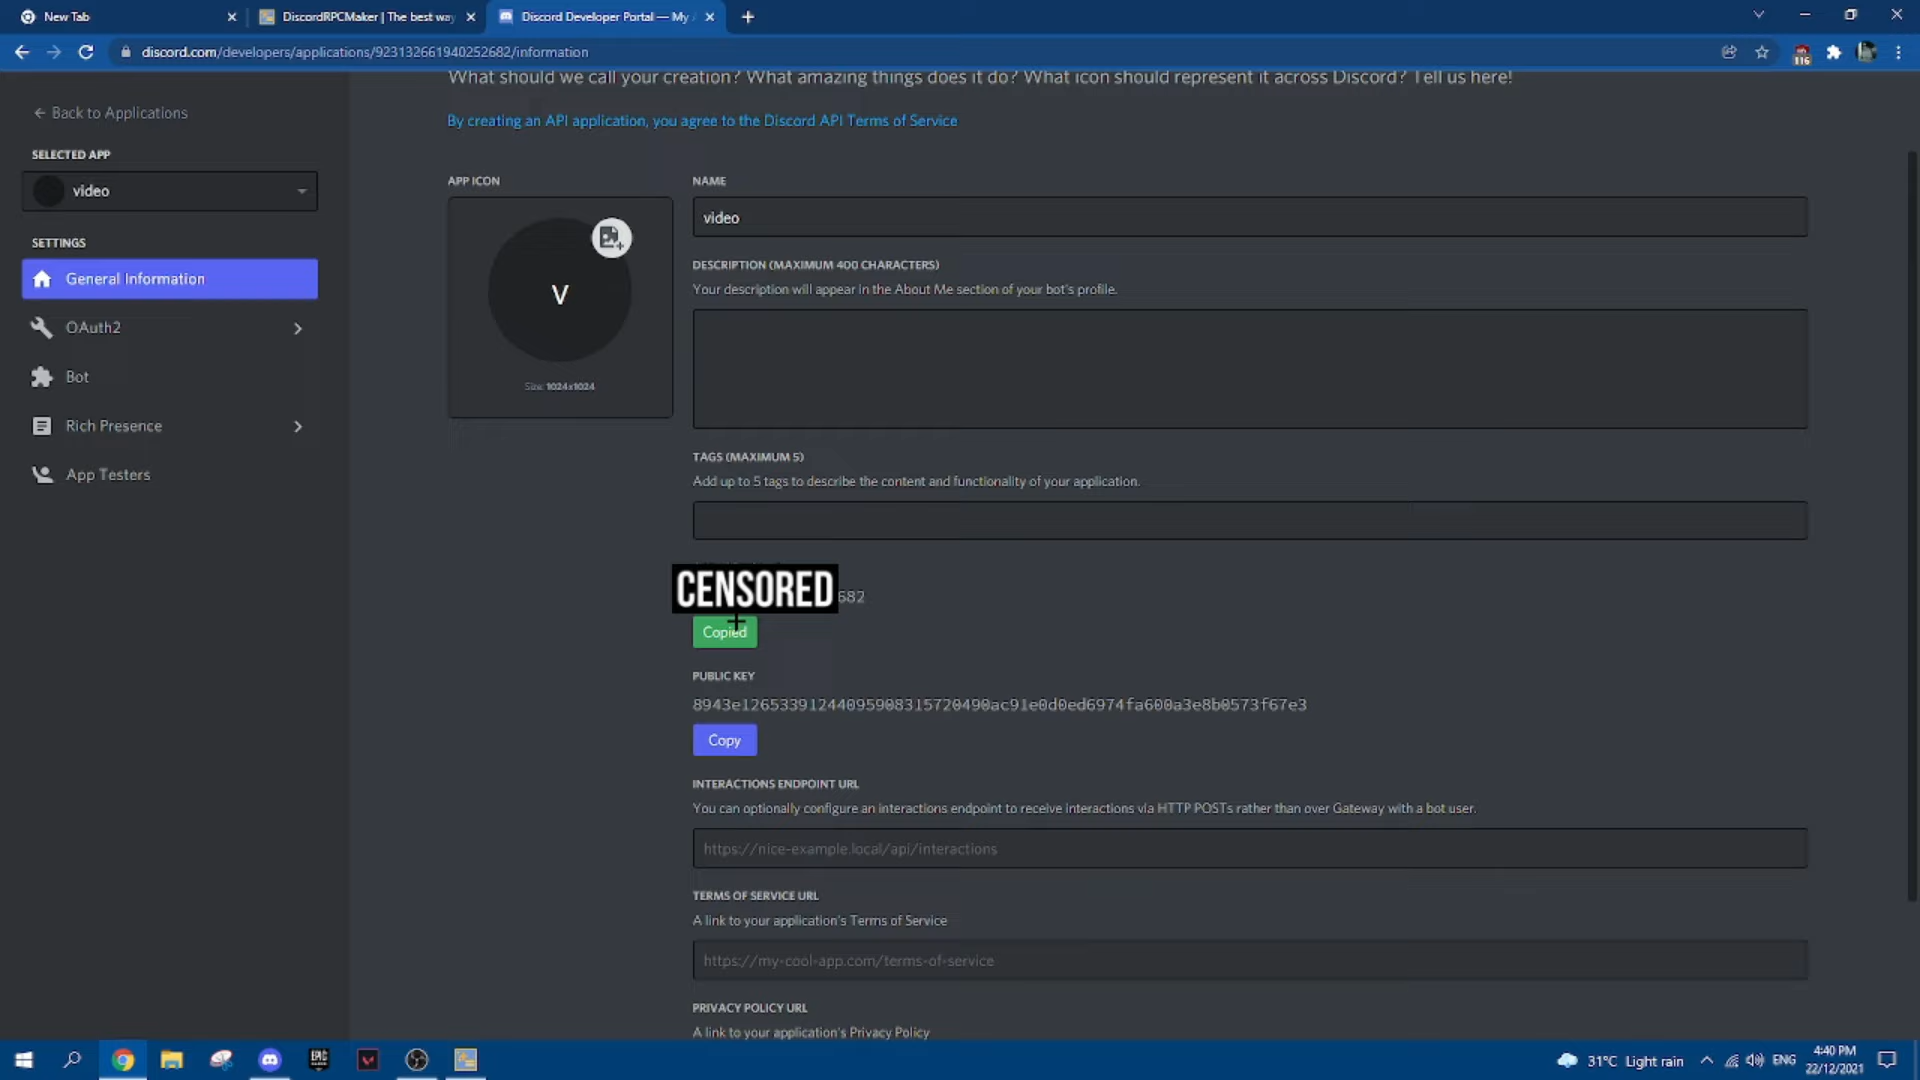 New Tab
DiscordRPCMaker | The best way
Discord Developer Portal — My
discord.com/developers/applications/923132661940252682/information
116
What should we call your creation? What amazing things does it do? What icon should represent it across Discord? Tell us here!
Back to Applications
By creating an API application, you agree to the Discord API Terms of Service
SELECTED APP
video
APP ICON
NAME
video
V
Size: 1024x1024
SETTINGS
General Information
OAuth2
Bot
Rich Presence
App Testers
DESCRIPTION (MAXIMUM 400 CHARACTERS)
Your description will appear in the About Me section of your bot's profile.
TAGS (MAXIMUM 5)
Add up to 5 tags to describe the content and functionality of your application.
CENSORED
682
Copied
PUBLIC KEY
8943e12653391244095908315720490ac91e0d0ed6974fa600a3e8b0573f67e3
Copy
INTERACTIONS ENDPOINT URL
You can optionally configure an interactions endpoint to receive interactions via HTTP POSTs rather than over Gateway with a bot user.
https://nice-example.local/api/interactions
TERMS OF SERVICE URL
A link to your application's Terms of Service
https://my-cool-app.com/terms-of-service
PRIVACY POLICY URL
A link to your application's Privacy Policy
EPIC
31°C Light rain
ENG
4:40 PM
22/12/2021